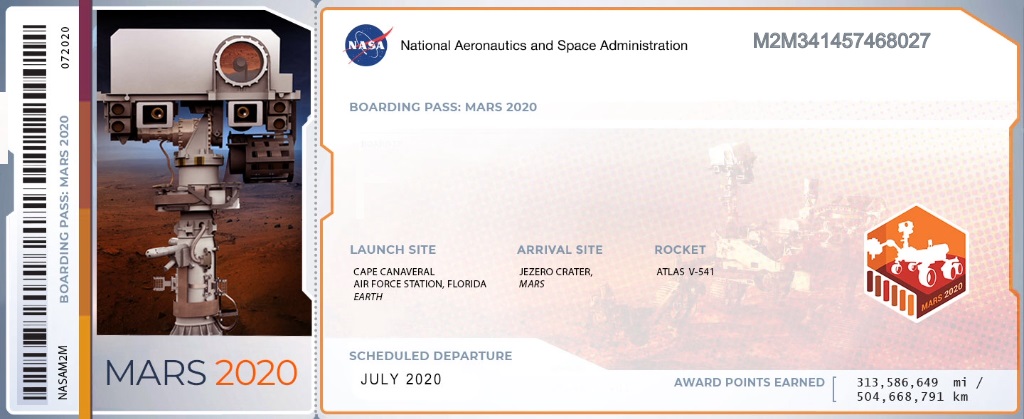 072020
BOARDING PASS: MARS 2020
NASAM2M
MARS 2020
NASA
National Aeronautics and Space Administration
M2M341457468027
BOARDING PASS: MARS 2020
LAUNCH SITE
CAPE CANAVERAL
AIR FORCE STATION, FLORIDA
EARTH
ARRIVAL SITE
JEZERO CRATER,
MARS
ROCKET
ATLAS V-541
MARS 2020
SCHEDULED DEPARTURE
JULY 2020
AWARD POINTS EARNED
313,586,649 mi /
504,668,791 km